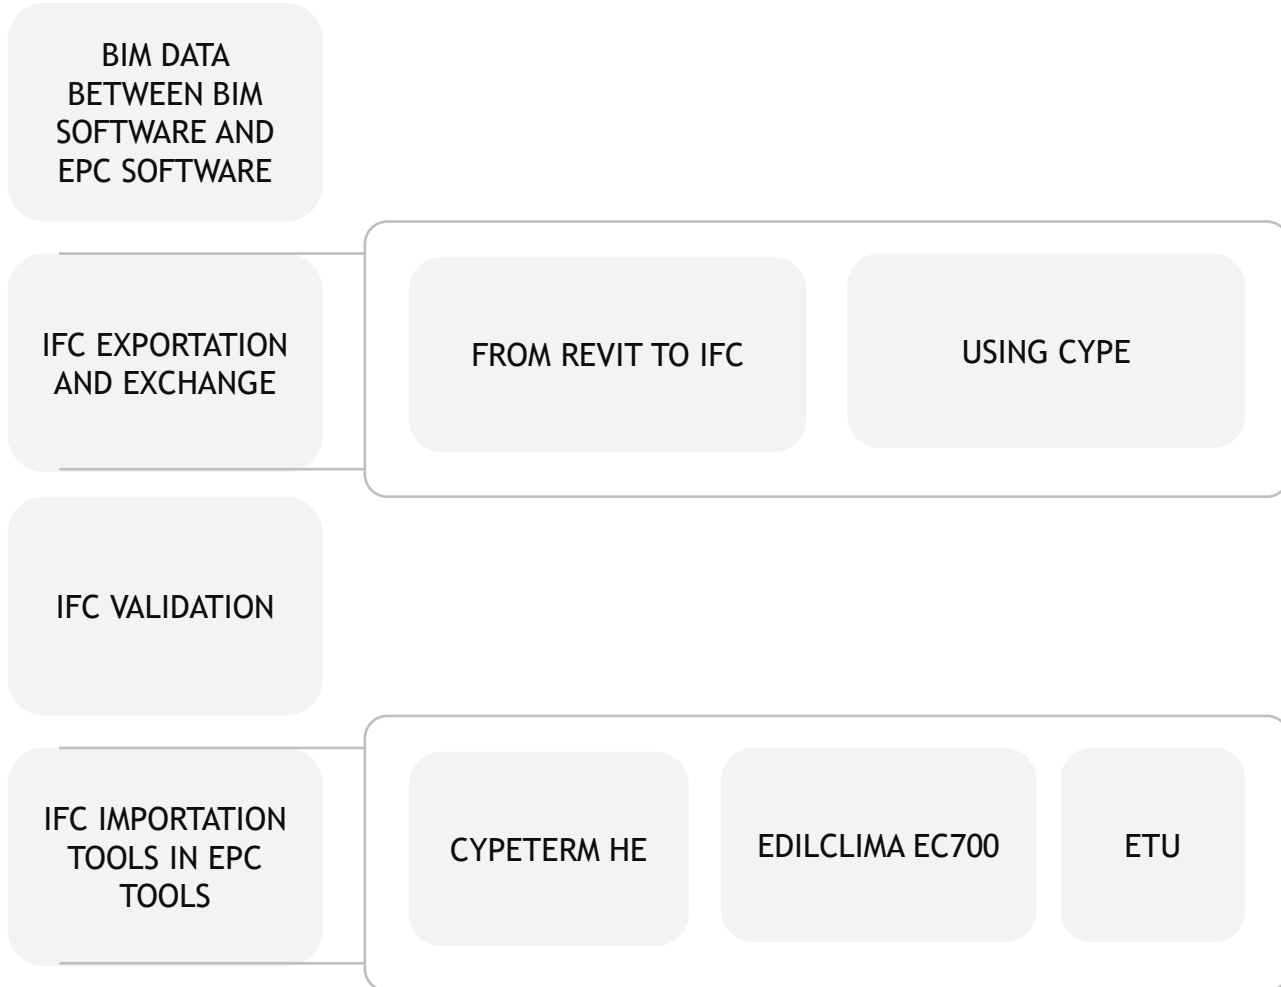 BIM DATA
BETWEEN BIM
SOFTWARE AND
EPC SOFTWARE
IFC EXPORTATION
AND EXCHANGE
FROM REVIT TO IFC
USING CYPE
IFC VALIDATION
IFC IMPORTATION
TOOLS IN EPC
TOOLS
CYPETERM HE
EDILCLIMA EC700
ETU